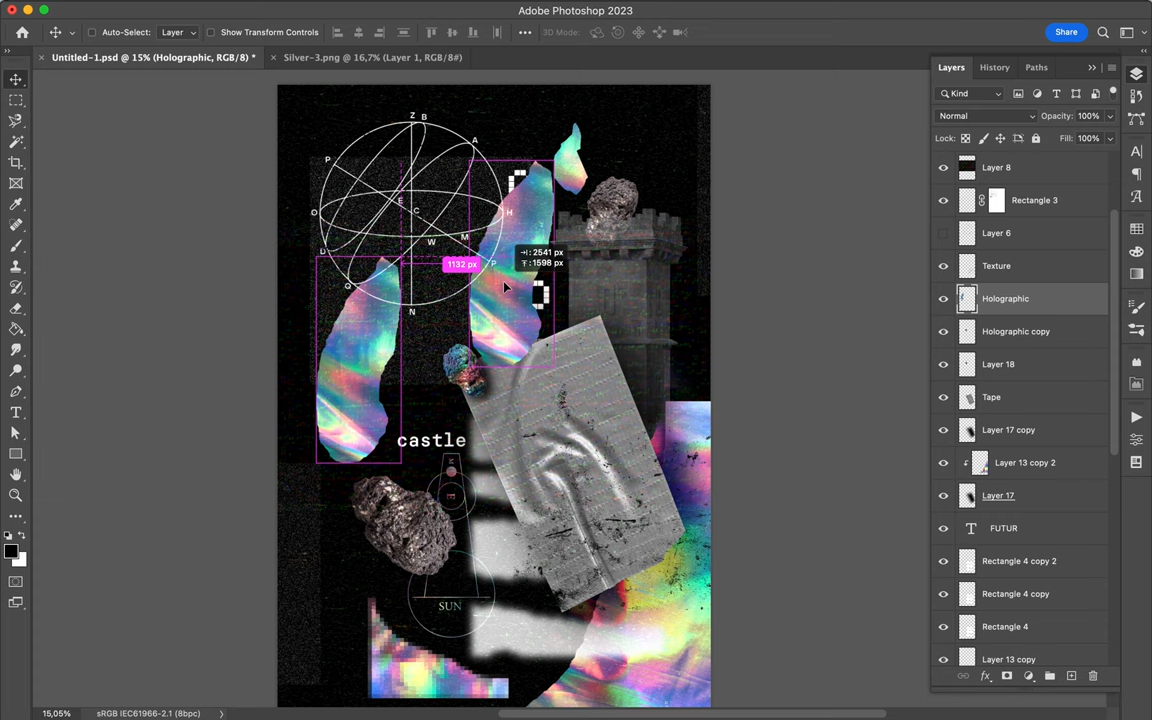 Adobe Photoshop 2023
Auto-Select: Layer Show Transform Controls 3D Mode: Share
Untitled-1.psd @ 15% (Holographic, RGB/8) * Silver-3.png @ 16,7% (Layer 1, RGB/8#)
Layers History Paths
Kind
Normal Opacity: 100%
Lock: Fill: 100%
Layer 8
Rectangle 3
Layer 6
Texture
Holographic
Holographic copy
Layer 18
Tape
Layer 17 copy
Layer 13 copy 2
Layer 17
FUTUR
Rectangle 4 copy 2
Rectangle 4 copy
Rectangle 4
Layer 13 copy
Z B
A
P
E
O C H
W M
D
P
Q
N
: 2541 px
: 1598 px
1132 px
castle
M
E
SUN
15,05% sRGB IEC61966-2.1 (8bpc)